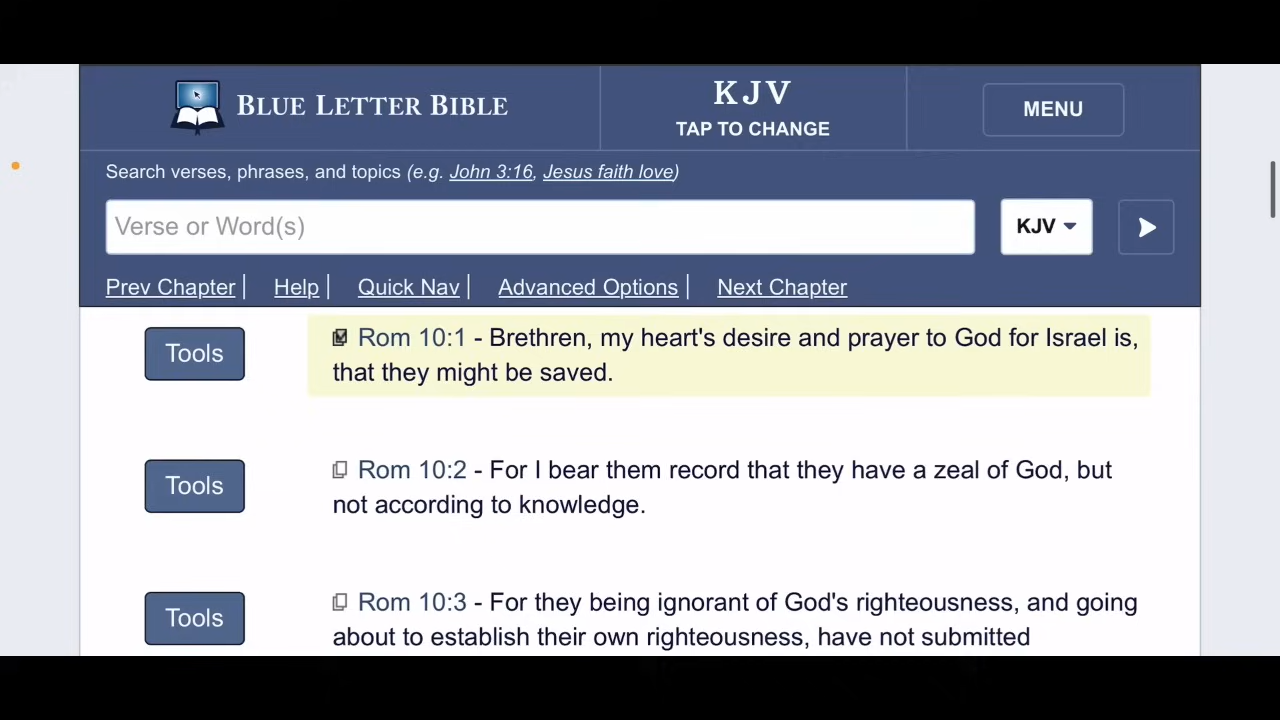 BLUE LETTER BIBLE
KJV
TAP TO CHANGE
MENU
Search verses, phrases, and topics (e.g. John 3:16, Jesus faith love)
Verse or Word(s)
KJV
Prev Chapter | Help | Quick Nav | Advanced Options | Next Chapter
Tools
Rom 10:1 - Brethren, my heart's desire and prayer to God for Israel is,
that they might be saved.
Tools
Rom 10:2 - For I bear them record that they have a zeal of God, but
not according to knowledge.
Tools
Rom 10:3 - For they being ignorant of God's righteousness, and going
about to establish their own righteousness, have not submitted